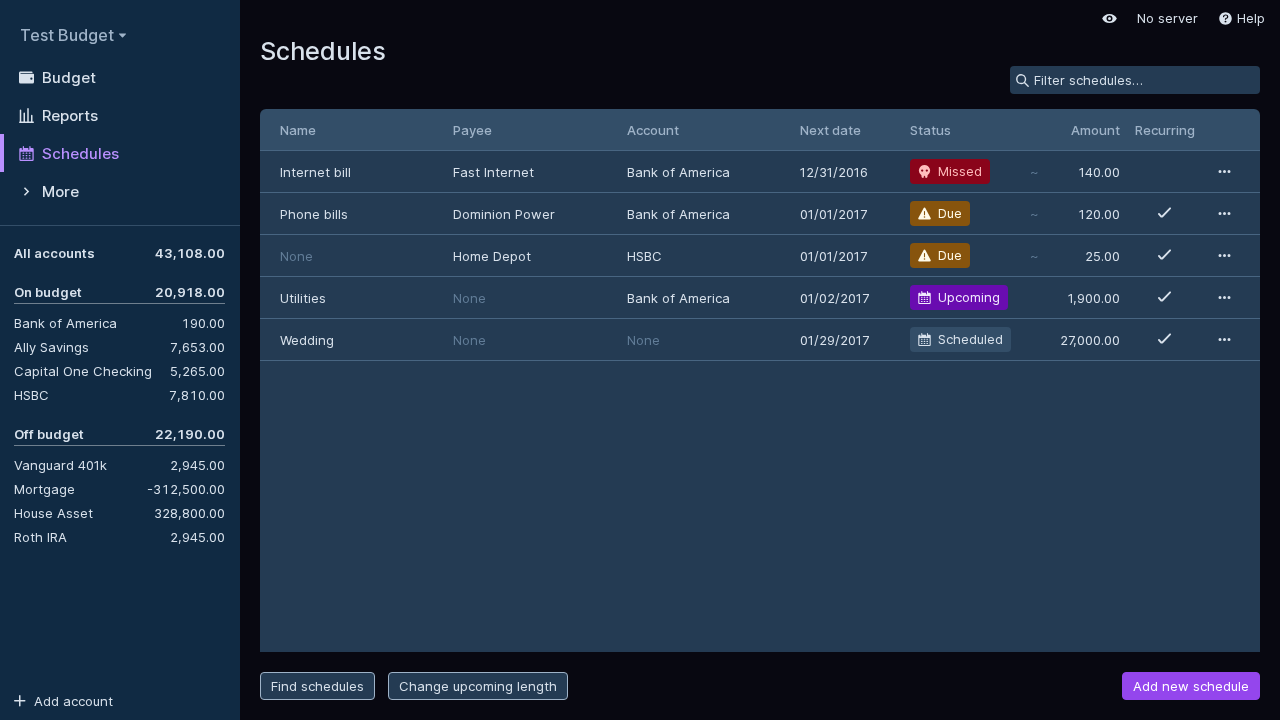 Test Budget
No server
Help
Budget
Reports
Schedules
More
All accounts 43,108.00
On budget 20,918.00
Bank of America 190.00
Ally Savings 7,653.00
Capital One Checking 5,265.00
HSBC 7,810.00
Off budget 22,190.00
Vanguard 401k 2,945.00
Mortgage -312,500.00
House Asset 328,800.00
Roth IRA 2,945.00
Add account
Schedules
Filter schedules…
Name Payee Account Next date Status Amount Recurring
Internet bill Fast Internet Bank of America 12/31/2016 Missed ~ 140.00
Phone bills Dominion Power Bank of America 01/01/2017 Due ~ 120.00
None Home Depot HSBC 01/01/2017 Due ~ 25.00
Utilities None Bank of America 01/02/2017 Upcoming 1,900.00
Wedding None None 01/29/2017 Scheduled 27,000.00
Find schedules Change upcoming length Add new schedule